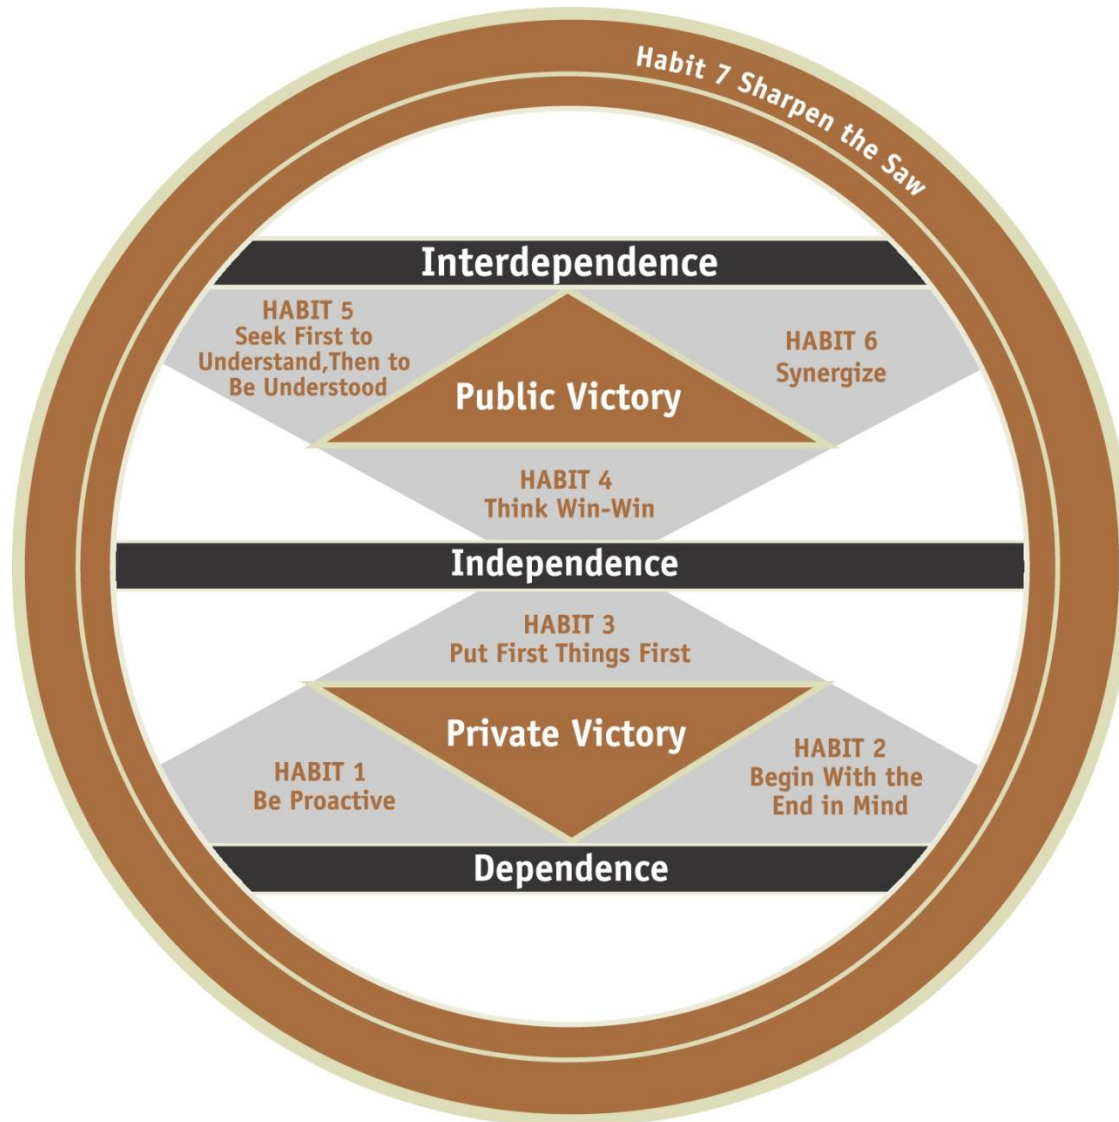 Habit 7 Sharpen the Saw
Interdependence
HABIT 5
Seek First to
Understand,Then to
Be Understood
HABIT 6
Synergize
Public Victory
HABIT 4
Think Win-Win
Independence
HABIT 3
Put First Things First
Private Victory
HABIT 1
Be Proactive
HABIT 2
Begin With the
End in Mind
Dependence